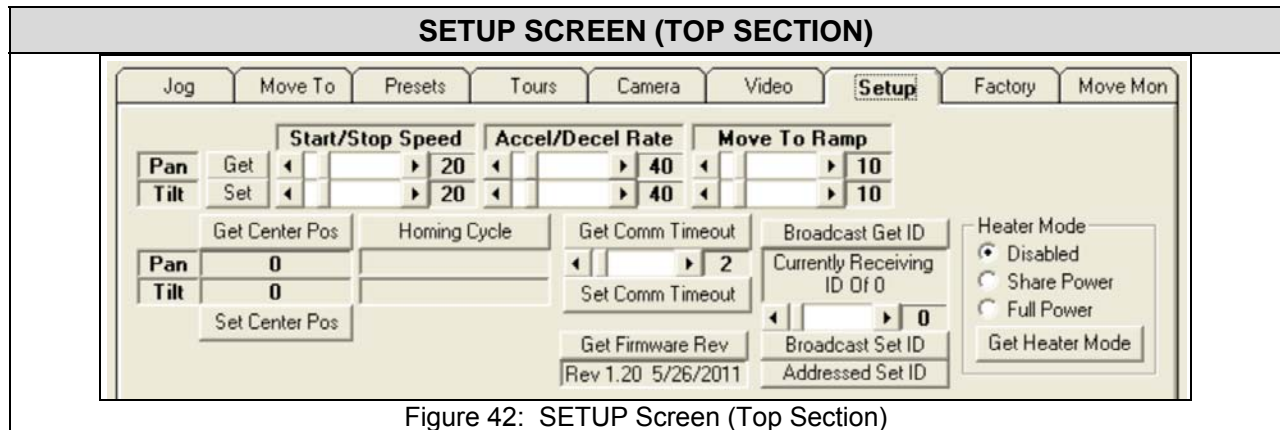 SETUP SCREEN (TOP SECTION)
Jog Move To Presets Tours Camera Video Setup Factory Move Mon
Start/Stop Speed Accel/Decel Rate Move To Ramp
Pan Get 20 40 10
Tilt Set 20 40 10
Get Center Pos Homing Cycle Get Comm Timeout Broadcast Get ID Heater Mode
Pan 0 2 Currently Receiving ID Of 0 Disabled
Tilt 0 Set Comm Timeout Share Power
Set Center Pos 0 Full Power
Get Firmware Rev Broadcast Set ID Get Heater Mode
Rev 1.20 5/26/2011 Addressed Set ID
Figure 42: SETUP Screen (Top Section)